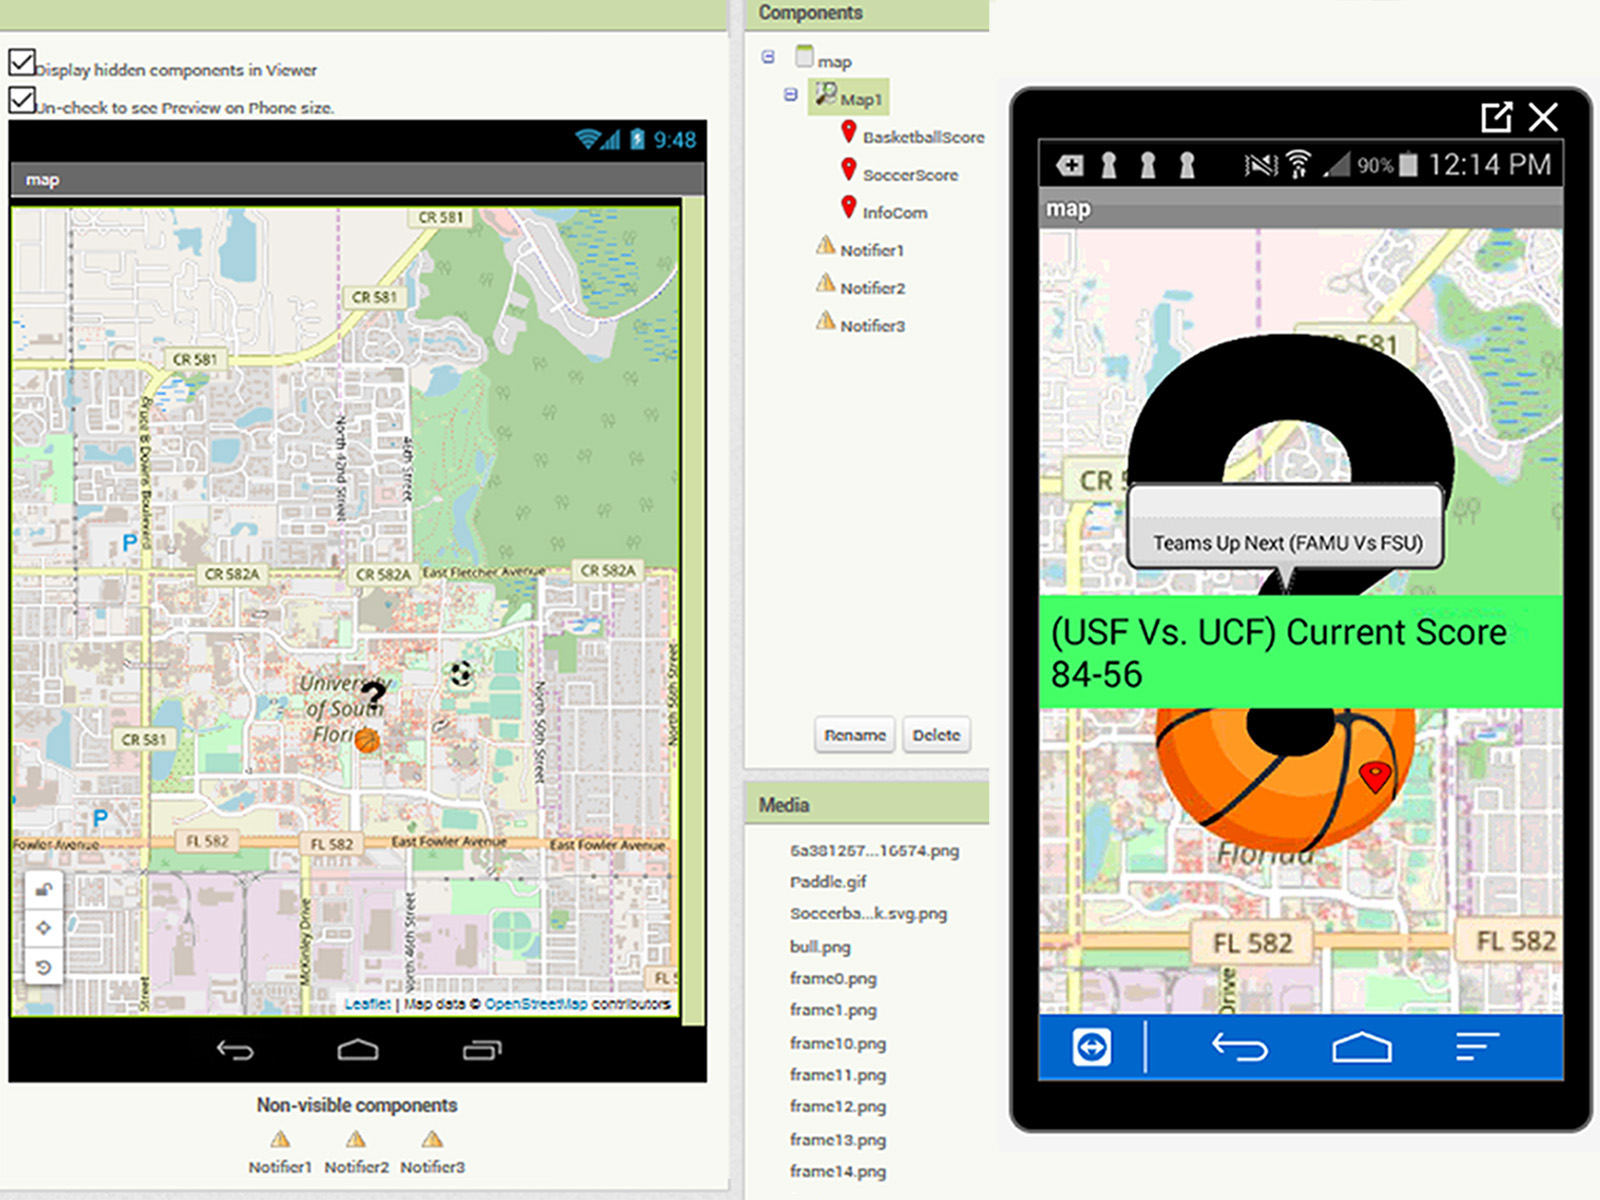 Display hidden components in Viewer
Un-check to see Preview on Phone size.
9:48
map
CR 581
CR 581
CR 581
Bruce B Downs Boulevard
North 42nd Street
46th Street
P
CR 582A
CR 582A
East Fletcher Avenue
CR 582A
University
of South
Flori
?
CR 581
North 50th Street
North 56th Street
P
Fowler Avenue
FL 582
FL 582
East Fowler Avenue
East Fowler Avenue
Street
McKinley Drive
North 46th Street
FL 5
Leaflet | Map data © OpenStreetMap contributors
Non-visible components
Notifier1 Notifier2 Notifier3
Components
map
Map1
BasketballScore
SoccerScore
InfoCom
Notifier1
Notifier2
Notifier3
Rename Delete
Media
6a381267...16574.png
Paddle.gif
Soccerba...k.svg.png
bull.png
frame0.png
frame1.png
frame10.png
frame11.png
frame12.png
frame13.png
frame14.png
90% 12:14 PM
map
581
CR 5
Teams Up Next (FAMU Vs FSU)
(USF Vs. UCF) Current Score
84-56
Florida
FL 582
FL 582
Drive